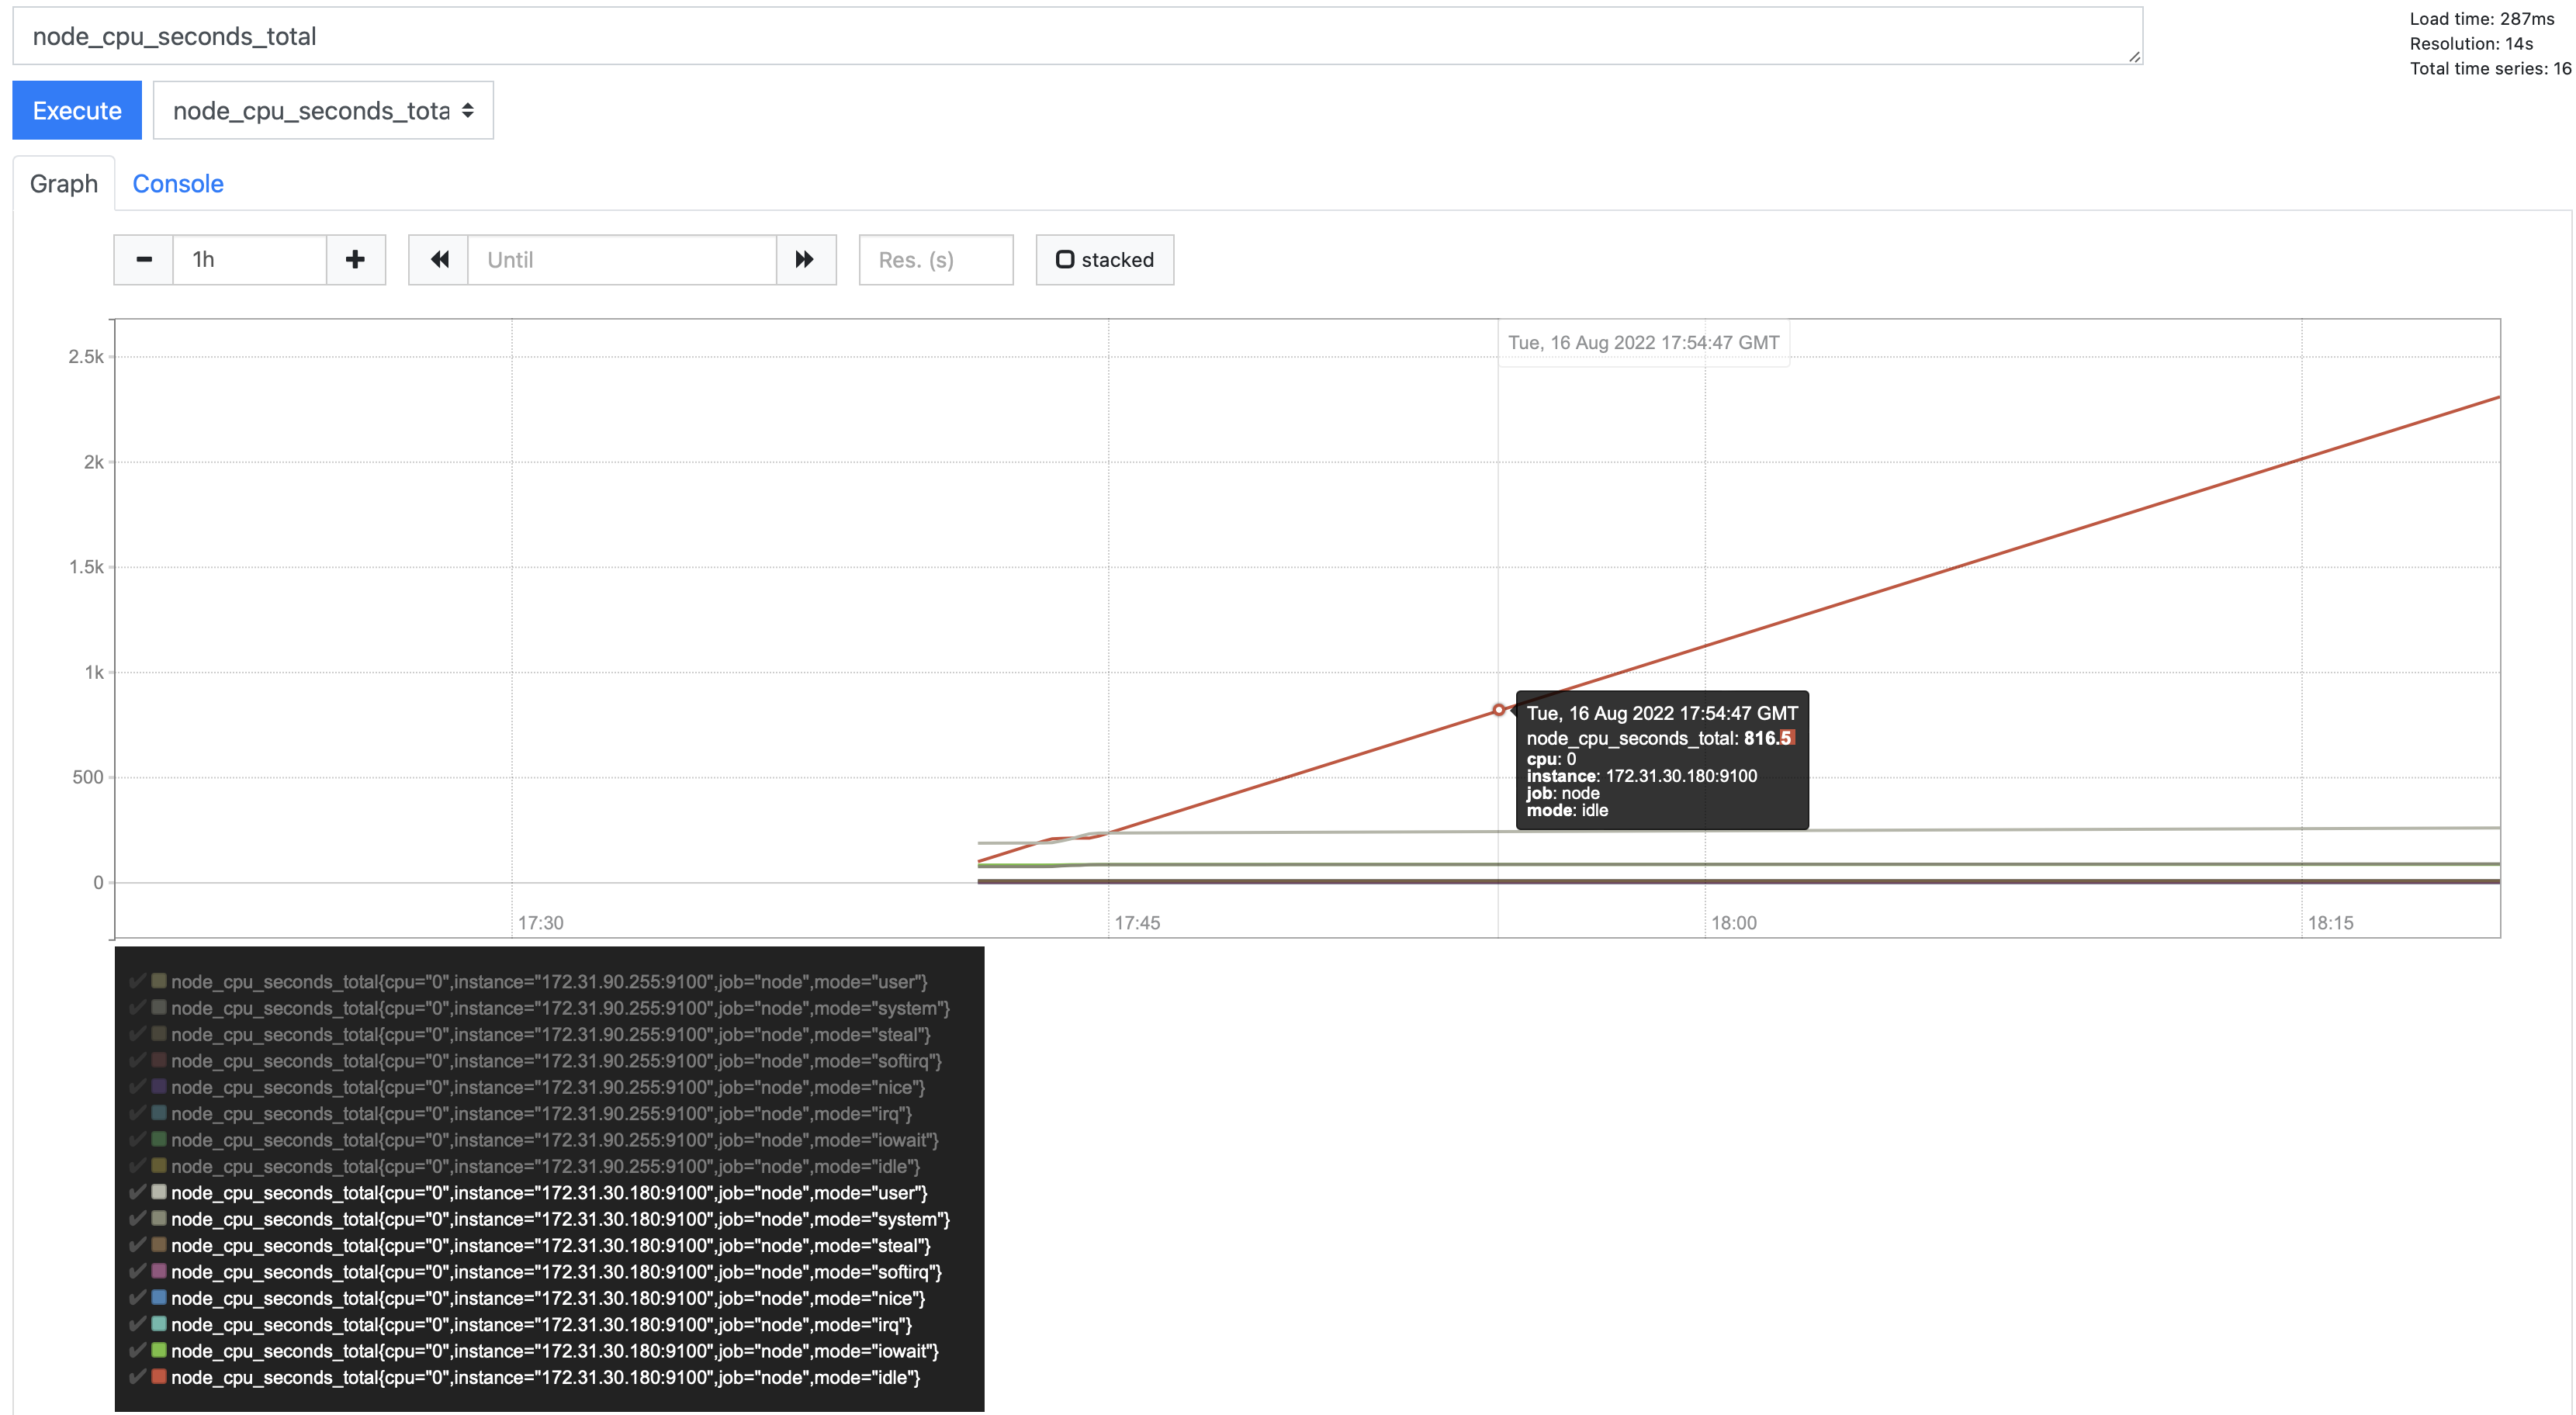 node_cpu_seconds_total
Load time: 287ms
Resolution: 14s
Total time series: 16
Execute
node_cpu_seconds_tota
Graph
Console
1h
Until
Res. (s)
stacked
Tue, 16 Aug 2022 17:54:47 GMT
2.5k
2k
1.5k
1k
500
0
Tue, 16 Aug 2022 17:54:47 GMT
node_cpu_seconds_total: 816.5
cpu: 0
instance: 172.31.30.180:9100
job: node
mode: idle
17:30
17:45
18:00
18:15
node_cpu_seconds_total{cpu="0",instance="172.31.90.255:9100",job="node",mode="user"}
node_cpu_seconds_total{cpu="0",instance="172.31.90.255:9100",job="node",mode="system"}
node_cpu_seconds_total{cpu="0",instance="172.31.90.255:9100",job="node",mode="steal"}
node_cpu_seconds_total{cpu="0",instance="172.31.90.255:9100",job="node",mode="softirq"}
node_cpu_seconds_total{cpu="0",instance="172.31.90.255:9100",job="node",mode="nice"}
node_cpu_seconds_total{cpu="0",instance="172.31.90.255:9100",job="node",mode="irq"}
node_cpu_seconds_total{cpu="0",instance="172.31.90.255:9100",job="node",mode="iowait"}
node_cpu_seconds_total{cpu="0",instance="172.31.90.255:9100",job="node",mode="idle"}
node_cpu_seconds_total{cpu="0",instance="172.31.30.180:9100",job="node",mode="user"}
node_cpu_seconds_total{cpu="0",instance="172.31.30.180:9100",job="node",mode="system"}
node_cpu_seconds_total{cpu="0",instance="172.31.30.180:9100",job="node",mode="steal"}
node_cpu_seconds_total{cpu="0",instance="172.31.30.180:9100",job="node",mode="softirq"}
node_cpu_seconds_total{cpu="0",instance="172.31.30.180:9100",job="node",mode="nice"}
node_cpu_seconds_total{cpu="0",instance="172.31.30.180:9100",job="node",mode="irq"}
node_cpu_seconds_total{cpu="0",instance="172.31.30.180:9100",job="node",mode="iowait"}
node_cpu_seconds_total{cpu="0",instance="172.31.30.180:9100",job="node",mode="idle"}